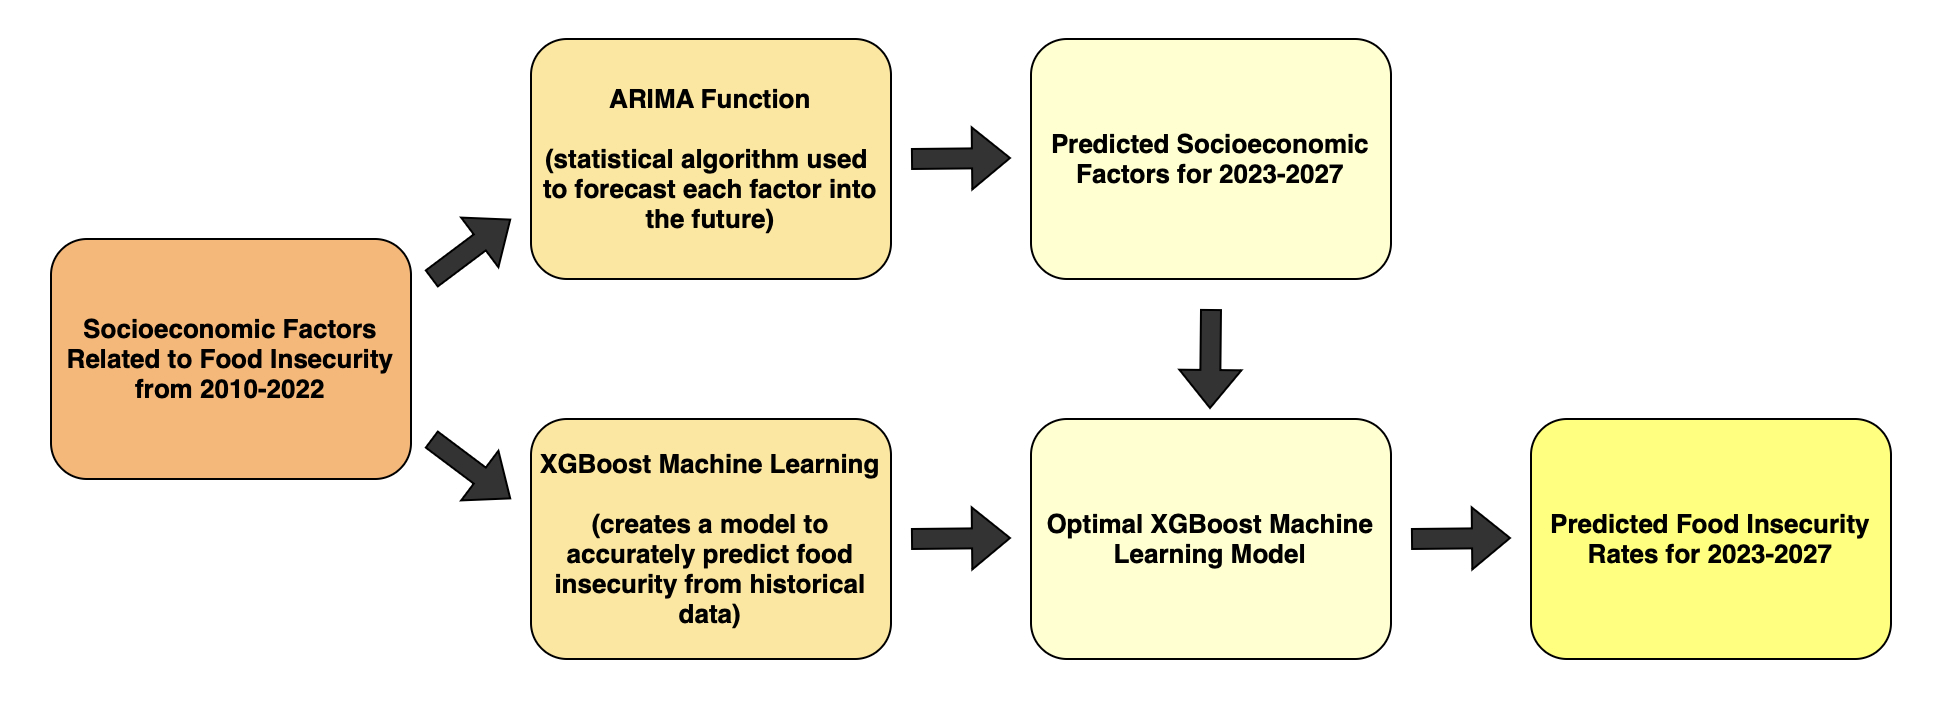 Socioeconomic Factors
Related to Food Insecurity
from 2010-2022
ARIMA Function
(statistical algorithm used
to forecast each factor into
the future)
Predicted Socioeconomic
Factors for 2023-2027
XGBoost Machine Learning
(creates a model to
accurately predict food
insecurity from historical
data)
Optimal XGBoost Machine
Learning Model
Predicted Food Insecurity
Rates for 2023-2027